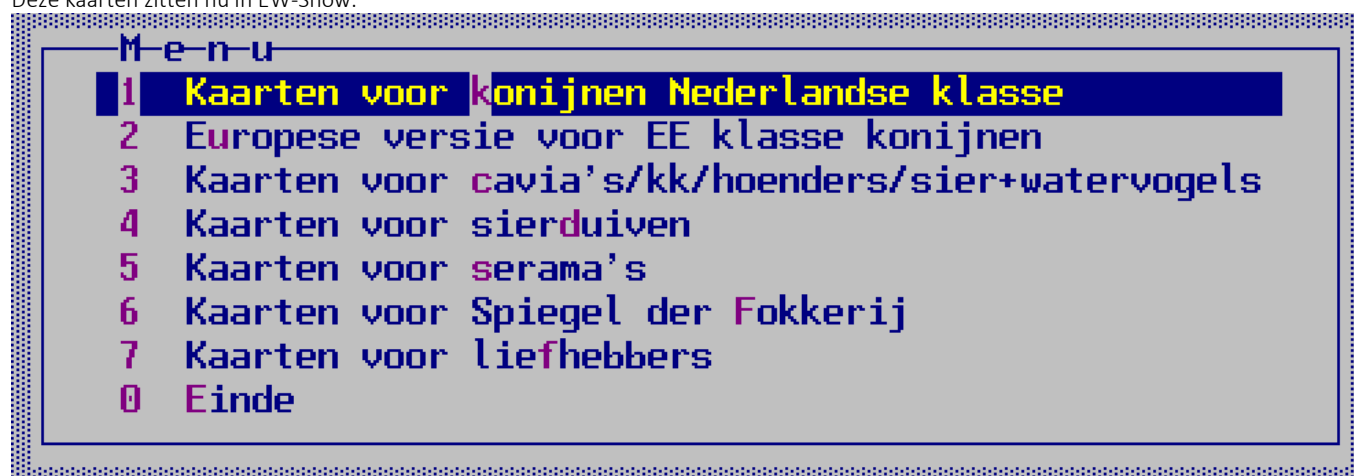 Deze kaarten zitten nu in EW-Show:
Menu
1 Kaarten voor konijnen Nederlandse klasse
2 Europese versie voor EE klasse konijnen
3 Kaarten voor cavia's/kk/hoenders/sier+watervogels
4 Kaarten voor sierduiven
5 Kaarten voor serama's
6 Kaarten voor Spiegel der Fokkerij
7 Kaarten voor liefhebbers
0 Einde